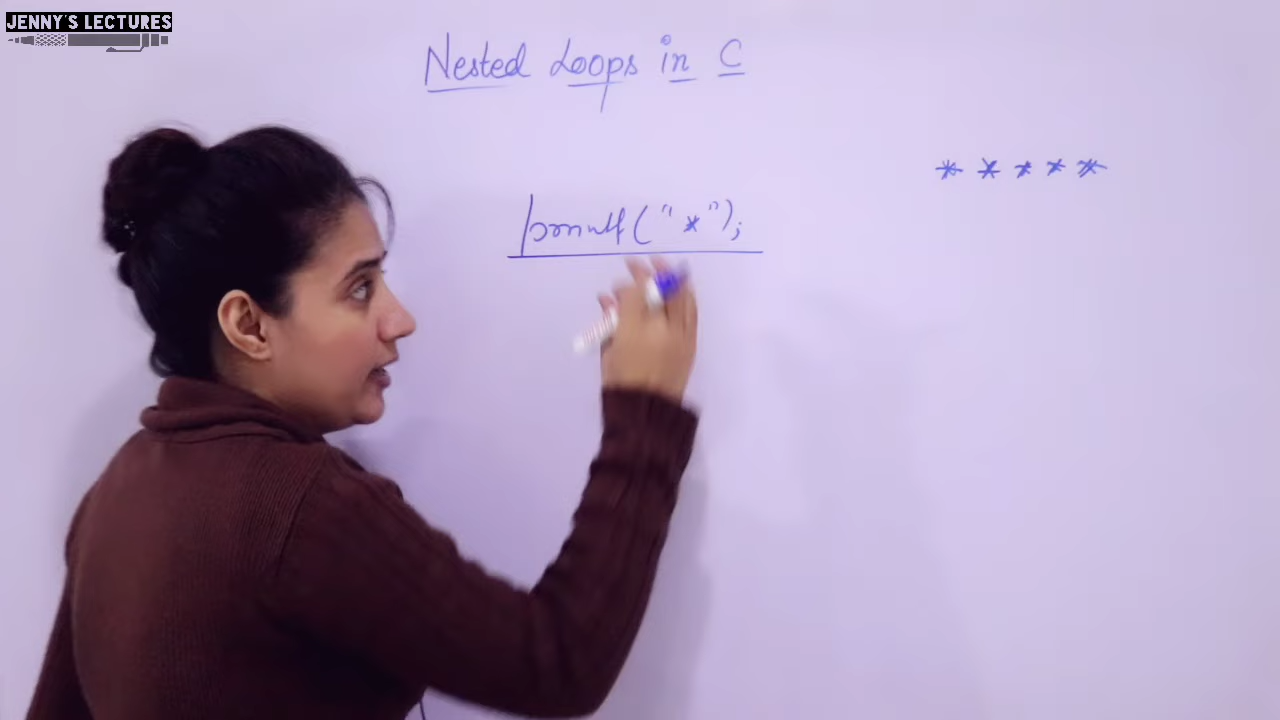 JENNY'S LECTURES
Nested Loops in C
* * * * *
printf("*");